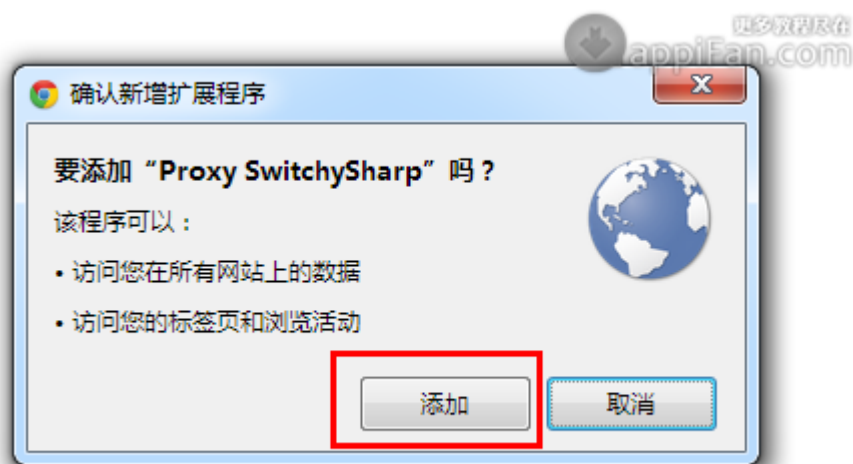 更多教程尽在
appiFan.com
确认新增扩展程序
要添加“Proxy SwitchySharp”吗？
该程序可以：
• 访问您在所有网站上的数据
• 访问您的标签页和浏览活动
添加
取消